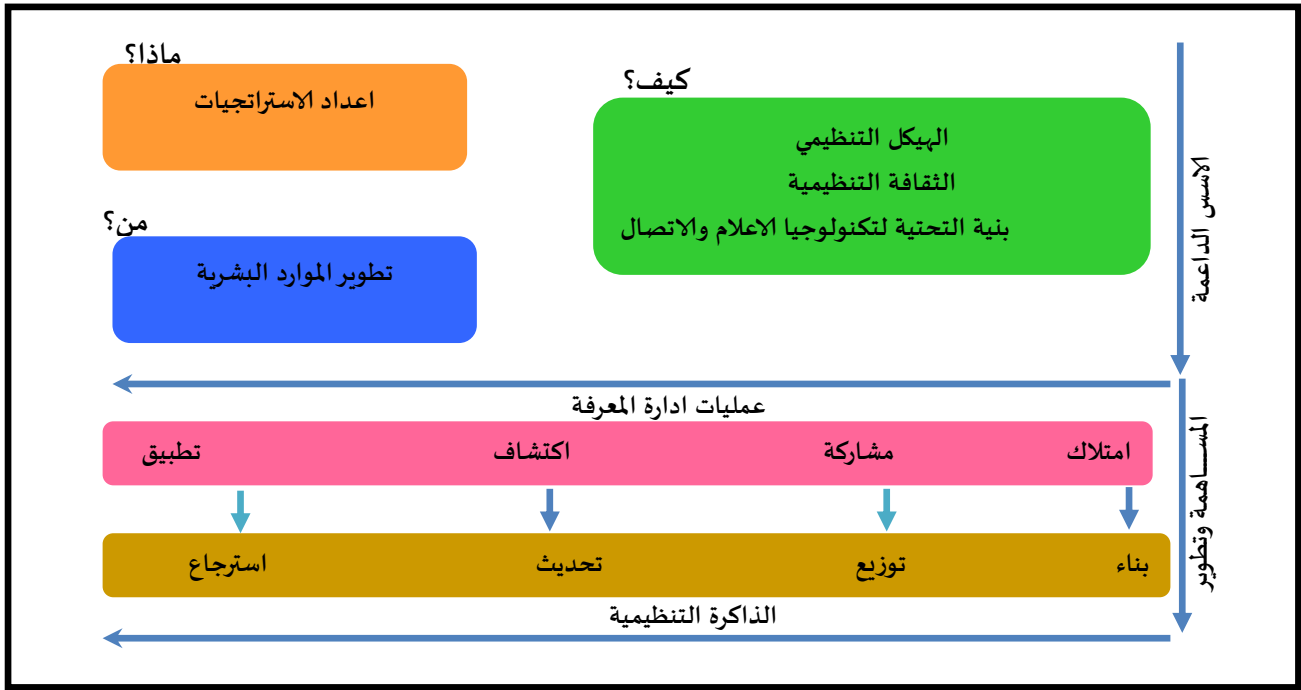 ماذا؟
اعداد الاستراتجيات
كيف؟
الهيكل التنظيمي
الثقافة التنظيمية
بنية التحتية لتكنولوجيا الاعلام والاتصال
من؟
تطوير الموارد البشرية
الاسس الداعمة
عمليات ادارة المعرفة
امتلاك مشاركة اكتشاف تطبيق
بناء توزيع تحديث استرجاع
الذاكرة التنظيمية
المســـاهمة وتطوير